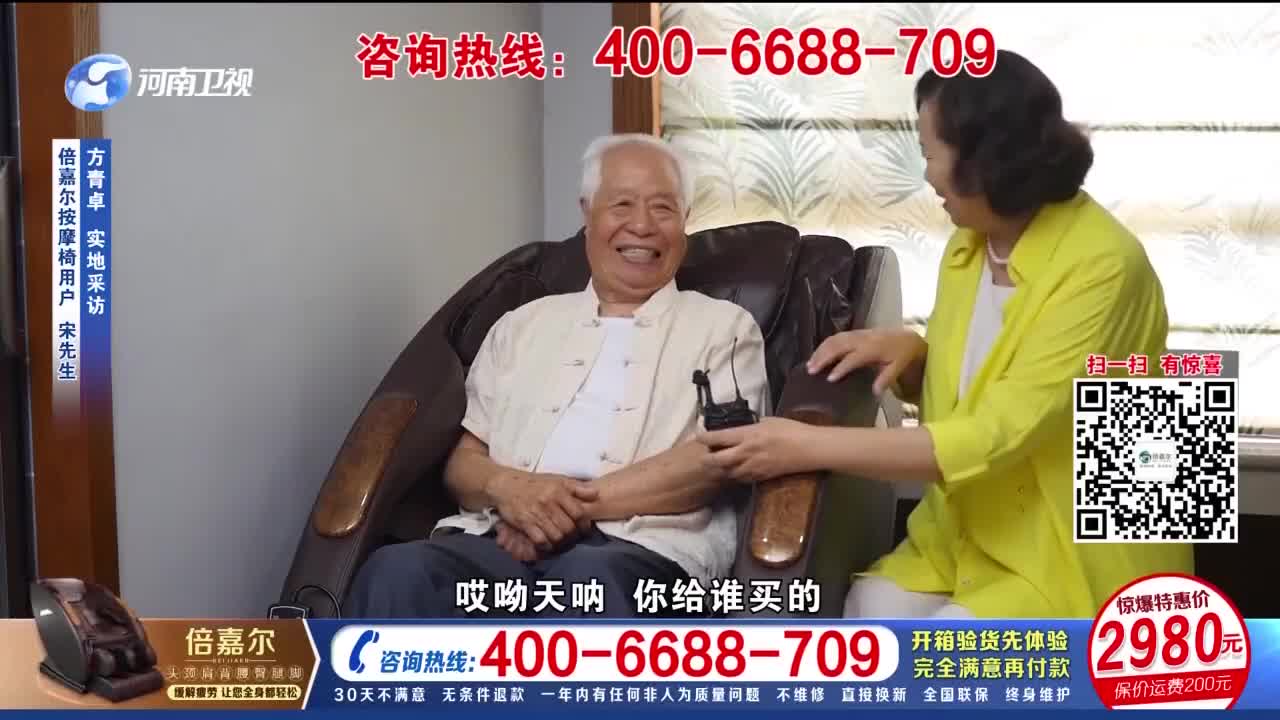 咨询热线：400-6688-709
河南卫视
方青卓 实地采访
倍嘉尔按摩椅用户 宋先生
扫一扫 有惊喜
倍嘉尔
哎呦天呐 你给谁买的
倍嘉尔
BEIJIAER
头颈肩背腰臀腿脚
缓解疲劳 让您全身都轻松
咨询热线:400-6688-709
开箱验货先体验
完全满意再付款
30天不满意 无条件退款 一年内有任何非人为质量问题 不维修 直接换新 全国联保 终身维护
惊爆特惠价
2980元
保价运费200元